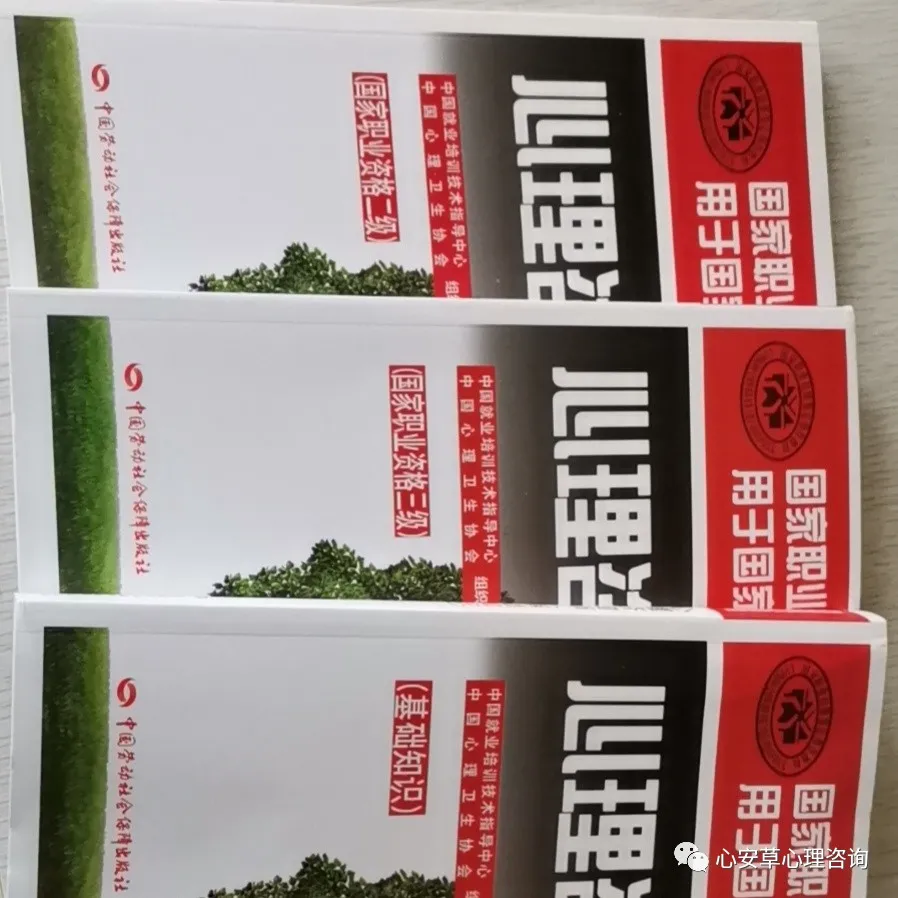 国家职业
用于国家
心理
中国就业培训技术指导中心
中国心理卫生协会 组织
(国家职业资格二级)
中国劳动社会保障出版社
国家职业
用于国家
心理
中国就业培训技术指导中心
中国心理卫生协会 组织
(国家职业资格三级)
中国劳动社会保障出版社
国家职业
用于国
心理
中国就业培训技术指导中心
中国心理卫生协会
(基础知识)
中国劳动社会保障出版社
心安草心理咨询